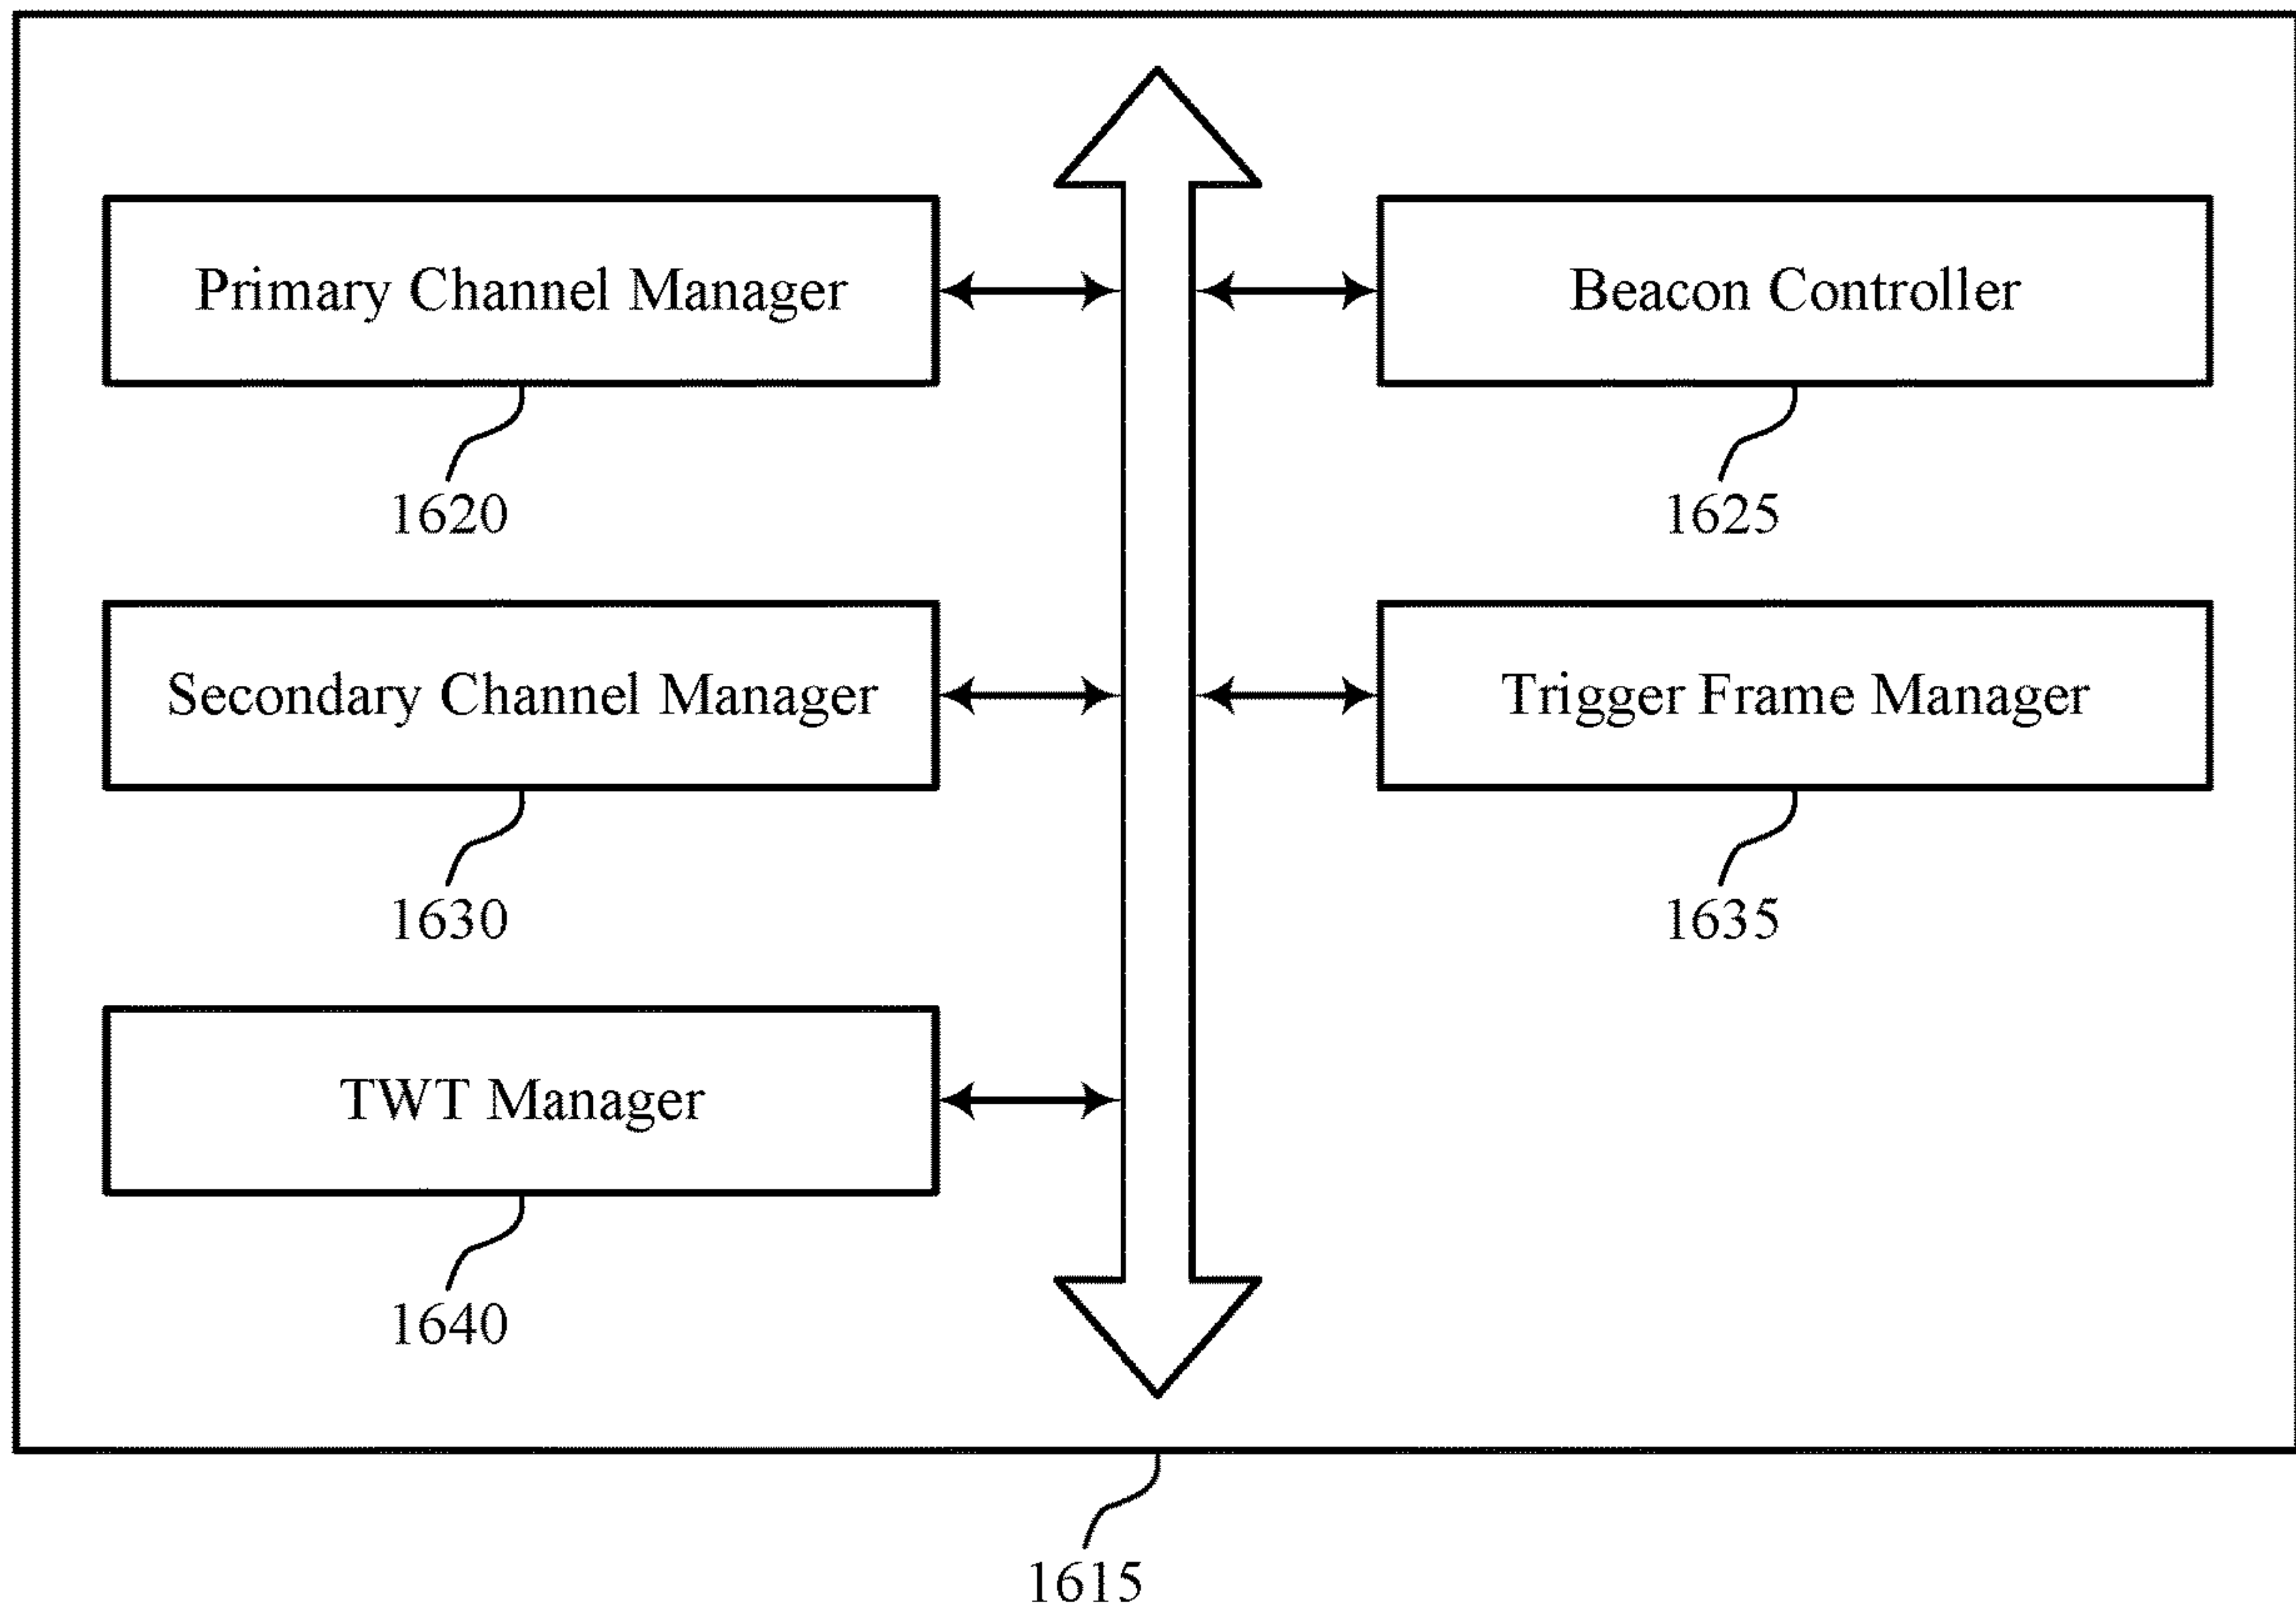 Primary Channel Manager
Beacon Controller
1620
1625
Secondary Channel Manager
Trigger Frame Manager
1630
1635
TWT Manager
1640
1615